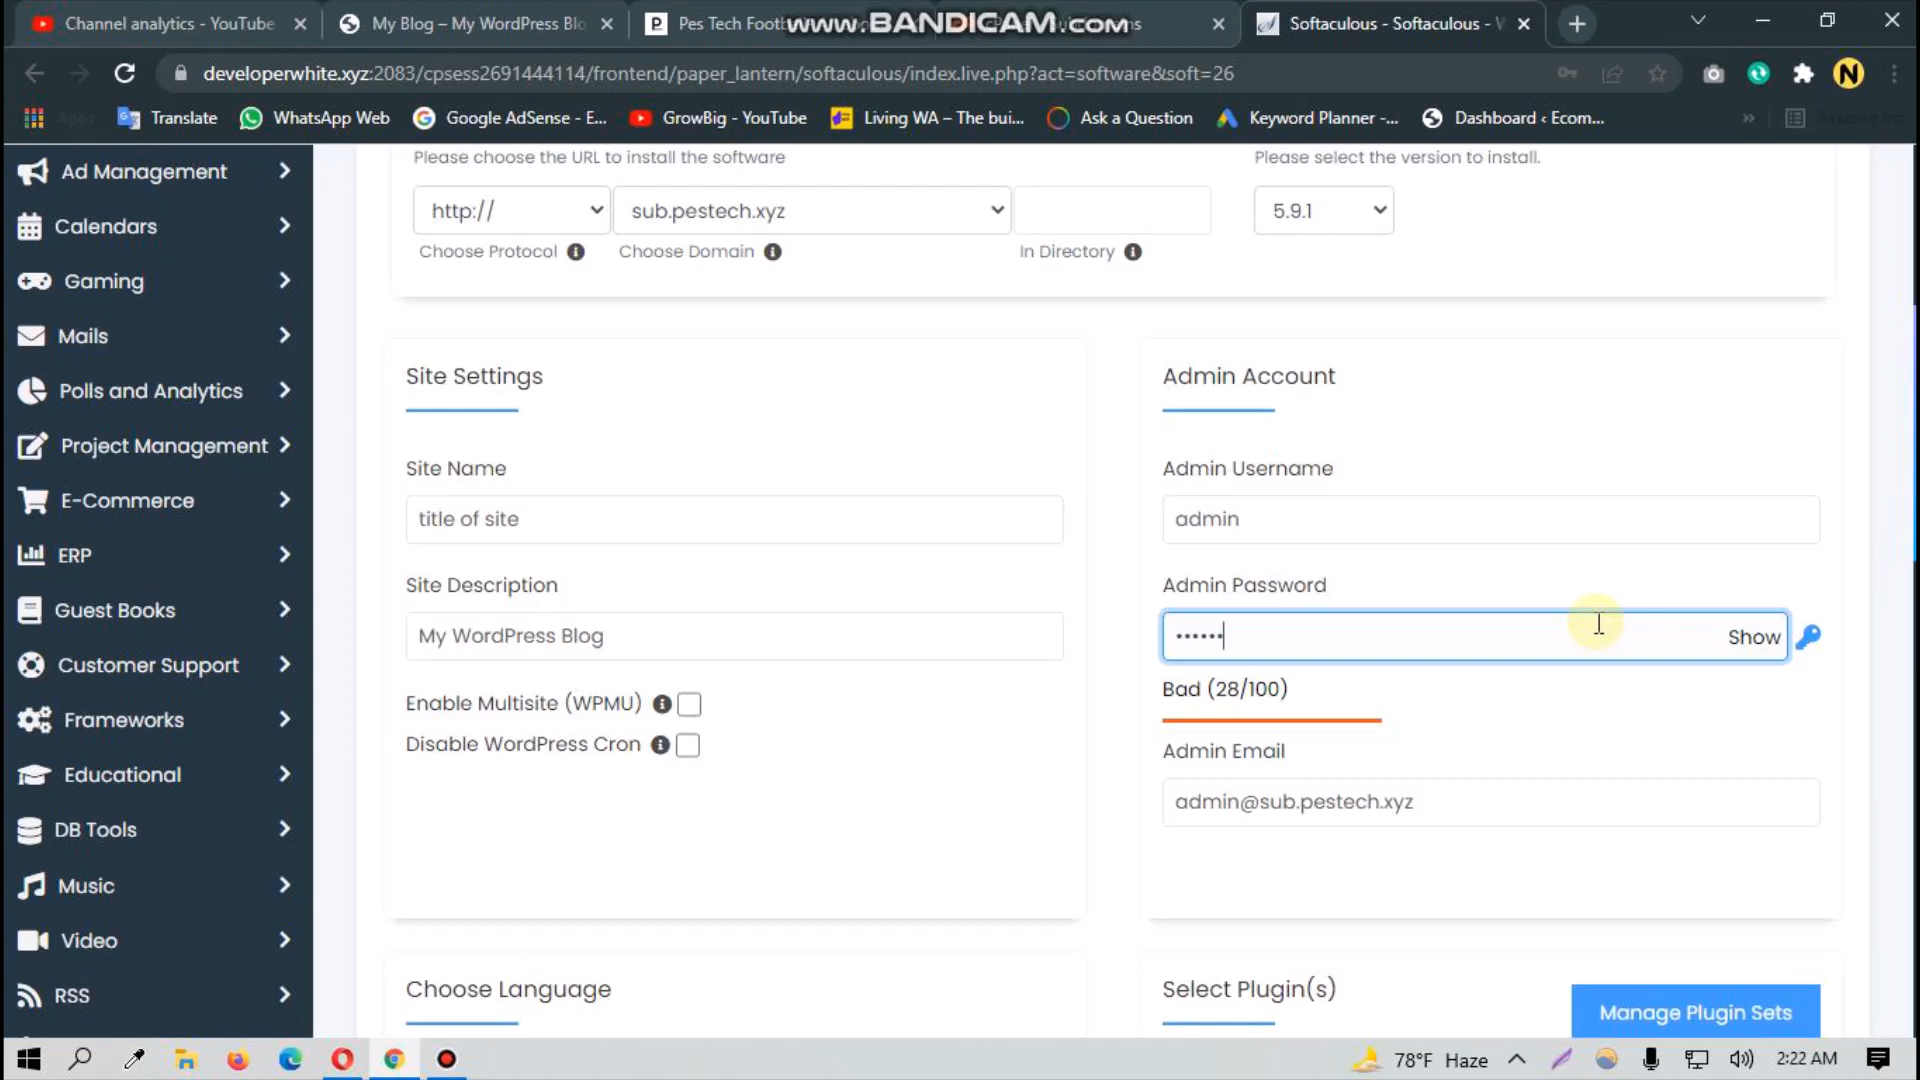 Channel analytics - YouTube
My Blog – My WordPress Blo
Pes Tech Footb
www.BANDICAM.com
Softaculous - Softaculous - W
developerwhite.xyz:2083/cpsess2691444114/frontend/paper_lantern/softaculous/index.live.php?act=software&soft=26
N
Apps
Translate
WhatsApp Web
Google AdSense - E...
GrowBig - YouTube
Living WA – The bui...
Ask a Question
Keyword Planner -...
Dashboard ‹ Ecom...
»
Ad Management
Calendars
Gaming
Mails
Polls and Analytics
Project Management
E-Commerce
ERP
Guest Books
Customer Support
Frameworks
Educational
DB Tools
Music
Video
RSS
Please choose the URL to install the software
http://
sub.pestech.xyz
Choose Protocol
Choose Domain
In Directory
Please select the version to install.
5.9.1
Site Settings
Site Name
title of site
Site Description
My WordPress Blog
Enable Multisite (WPMU)
Disable WordPress Cron
Admin Account
Admin Username
admin
Admin Password
••••••
Show
Bad (28/100)
Admin Email
admin@sub.pestech.xyz
Choose Language
Select Plugin(s)
Manage Plugin Sets
78°F Haze
2:22 AM